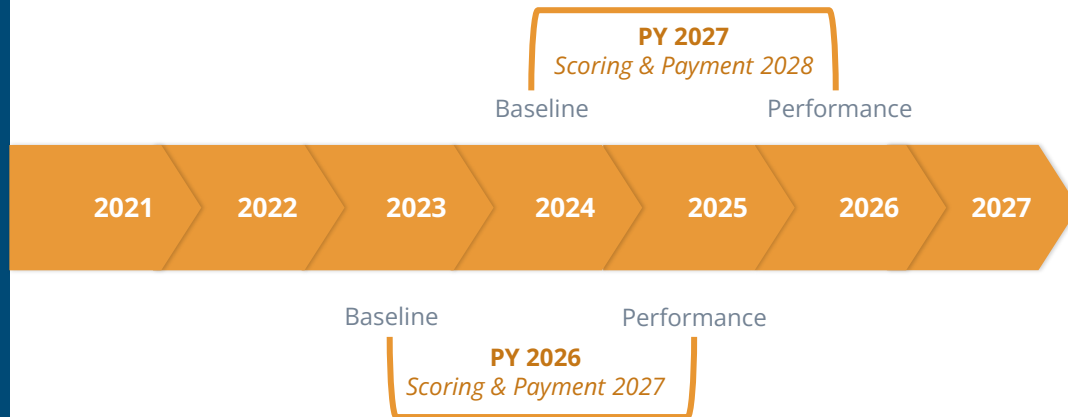 PY 2027
Scoring & Payment 2028
Baseline
Performance
2021
2022
2023
2024
2025
2026
2027
Baseline
Performance
PY 2026
Scoring & Payment 2027